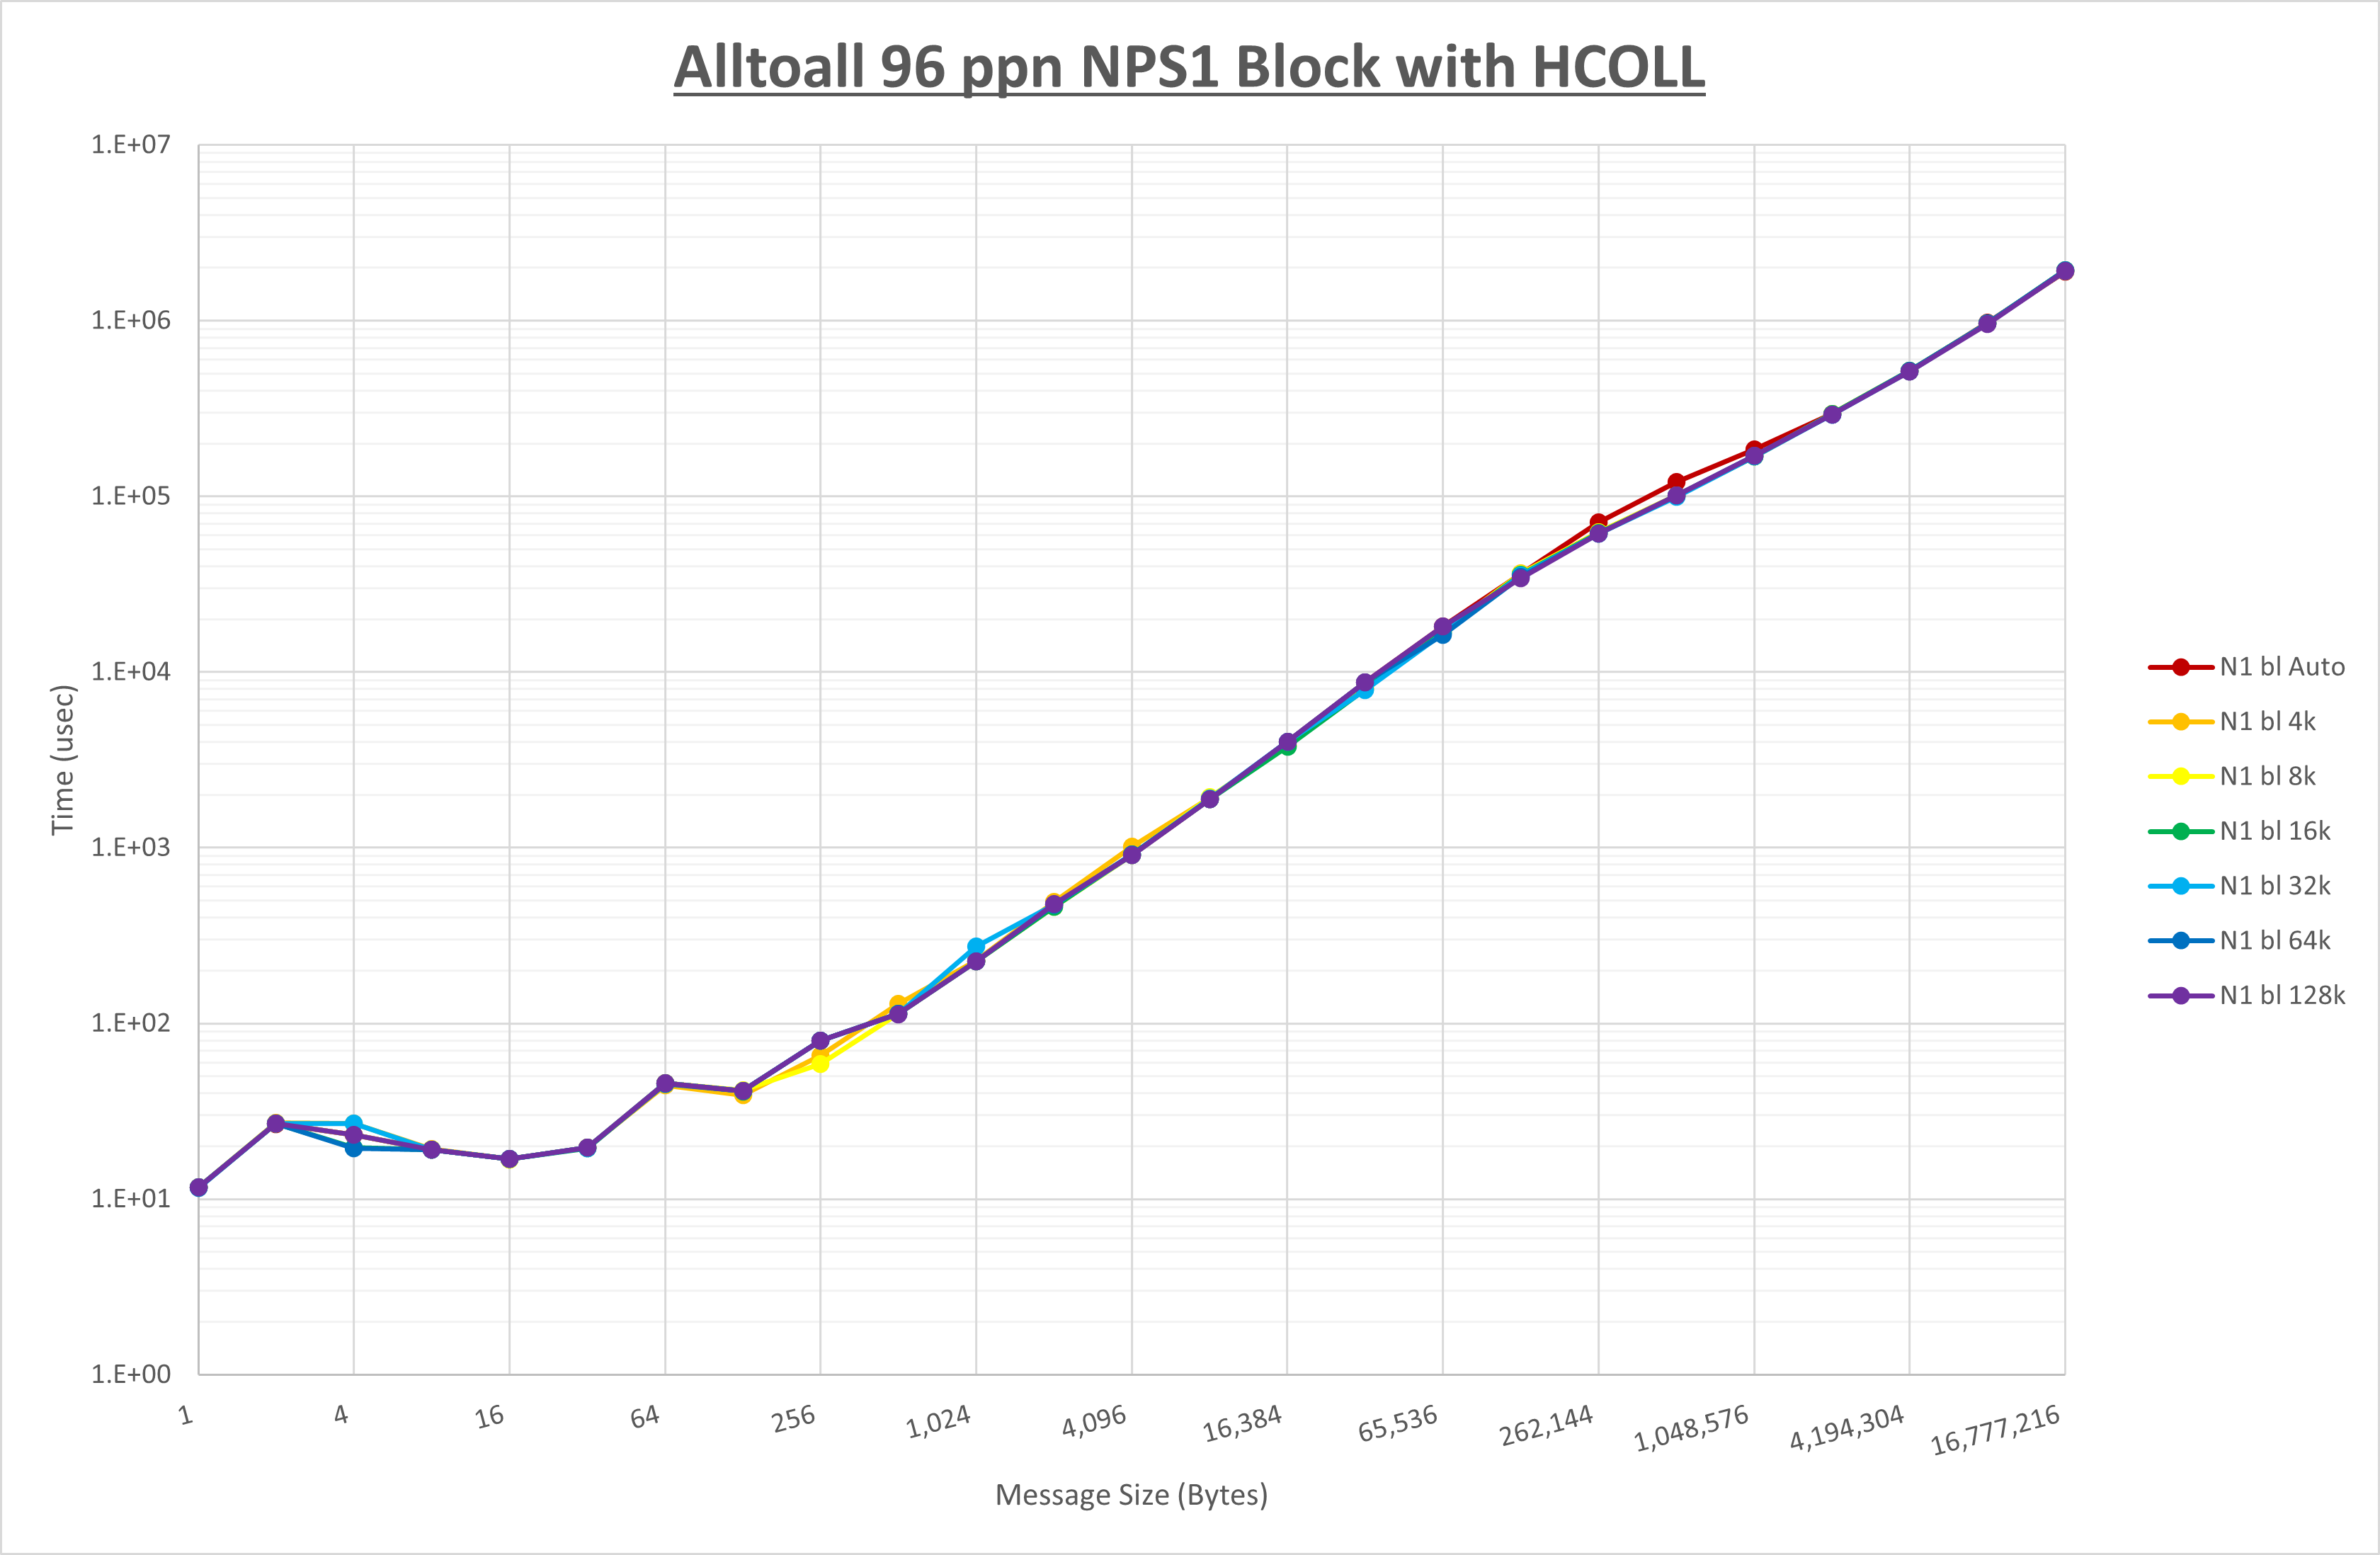 Alltoall 96 ppn NPS1 Block with HCOLL
1.E+07
1.E+06
1.E+05
1.E+04
1.E+03
1.E+02
1.E+01
1.E+00
Time (usec)
1
4
16
64
256
1,024
4,096
16,384
65,536
262,144
1,048,576
4,194,304
16,777,216
Message Size (Bytes)
N1 bl Auto
N1 bl 4k
N1 bl 8k
N1 bl 16k
N1 bl 32k
N1 bl 64k
N1 bl 128k